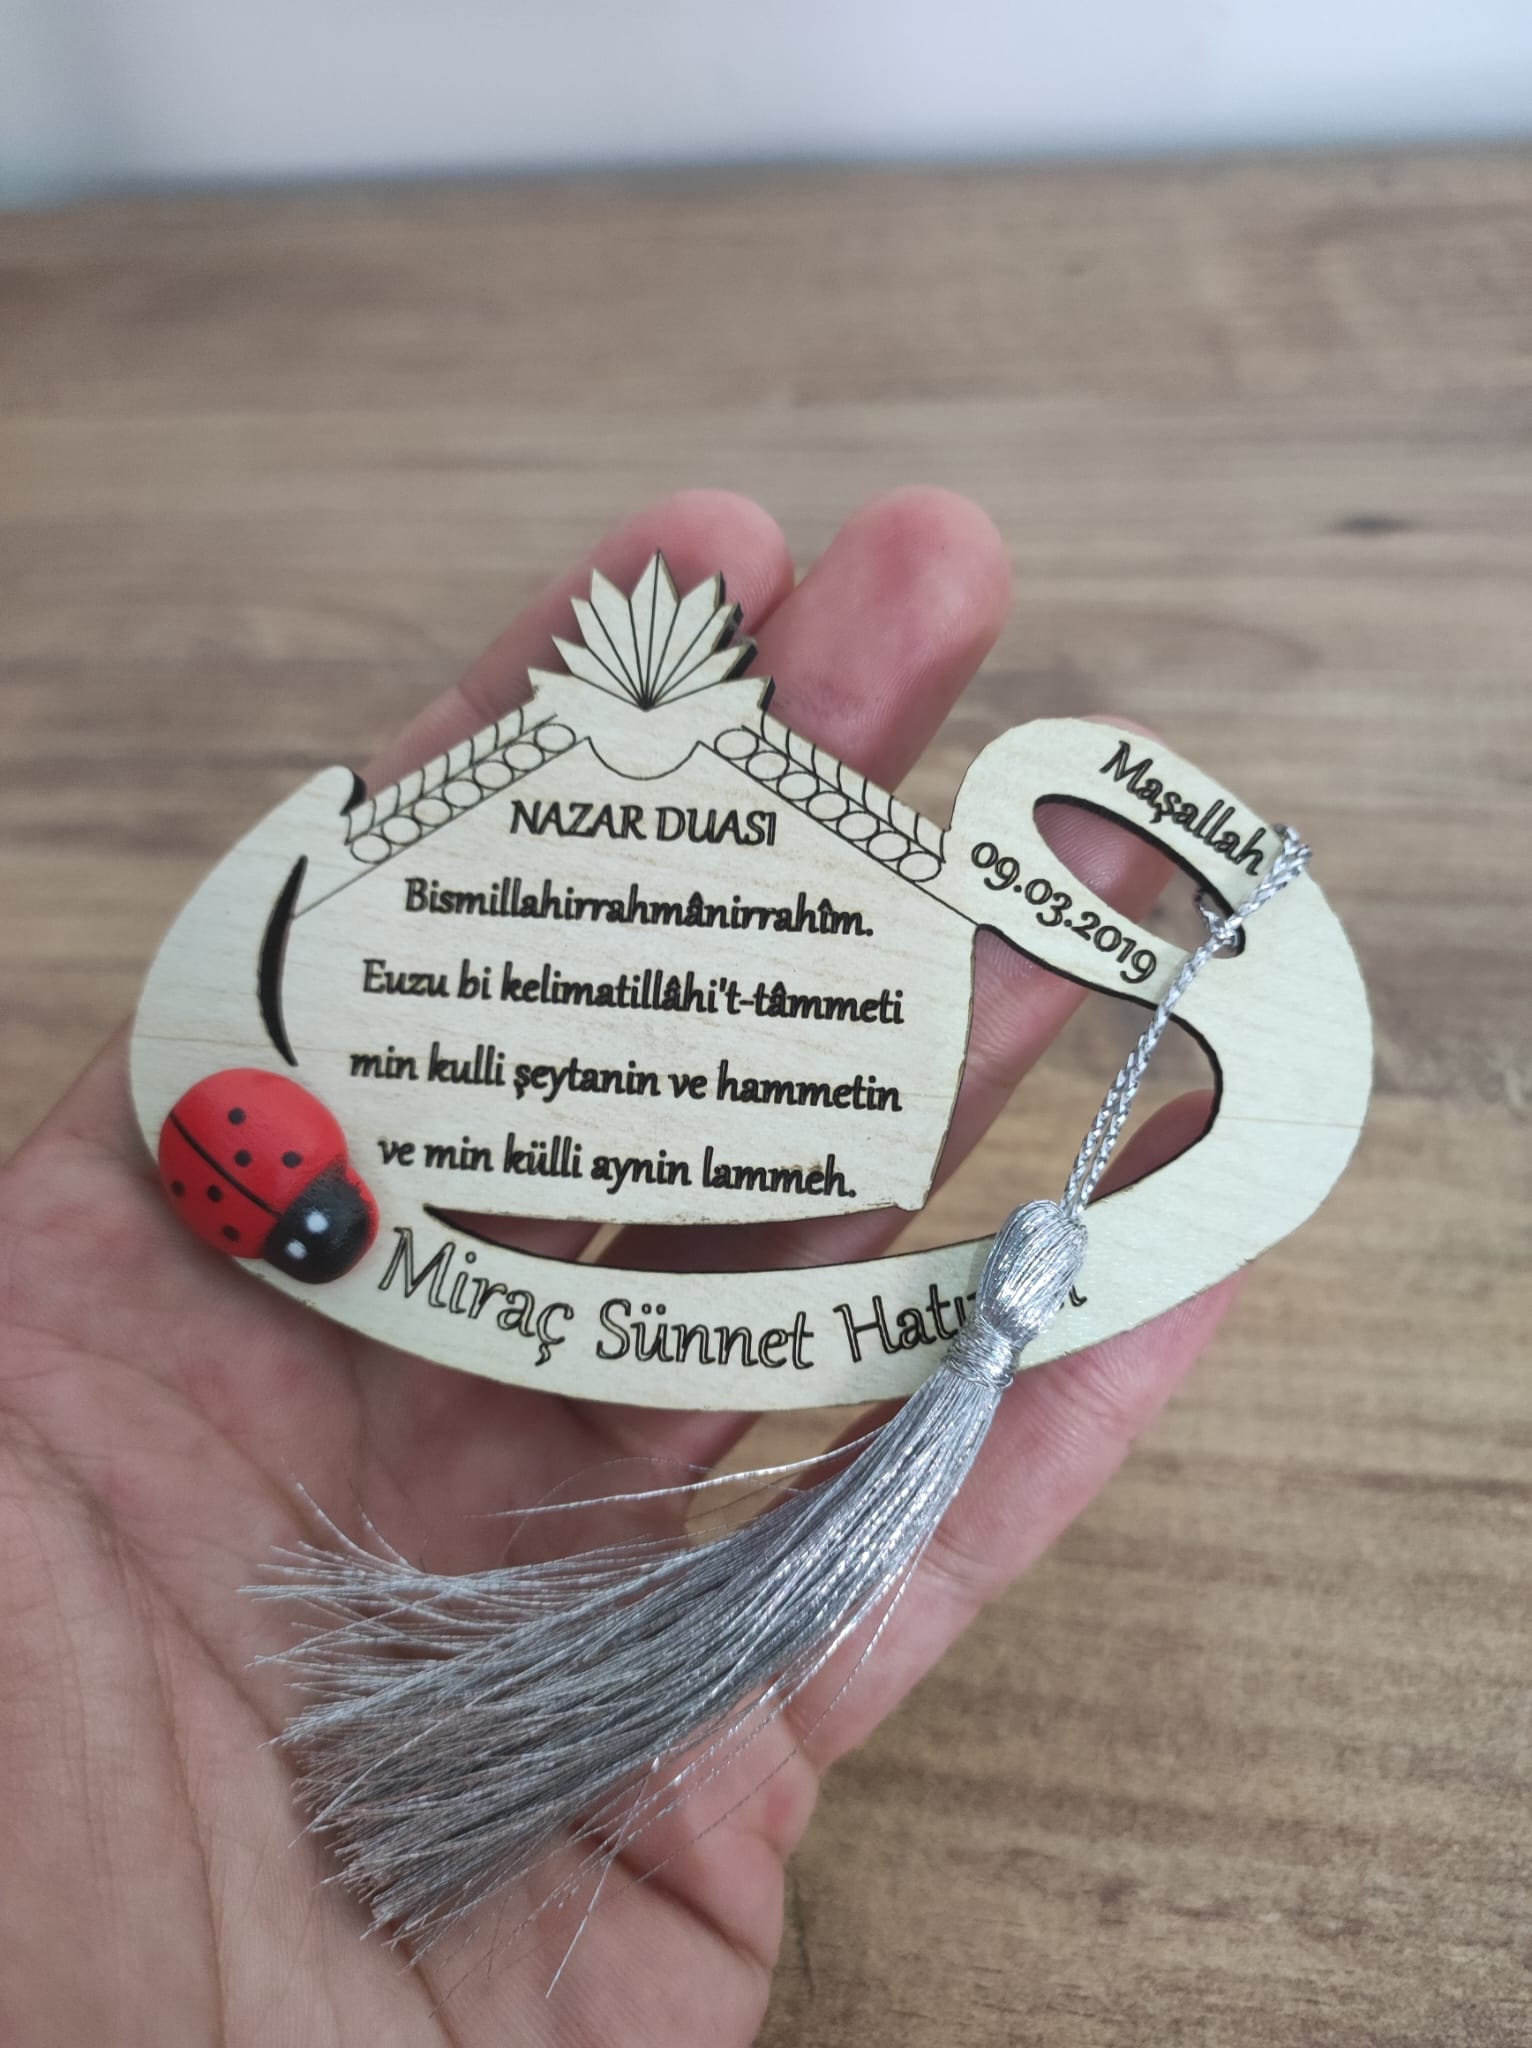 NAZAR DUASI
Bismillahirrahmânirrahîm.
Euzu bi kelimatillâhi't-tâmmeti
min kulli şeytanin ve hammetin
ve min külli aynin lammeh.
Maşallah
09.03.2019
Miraç Sünnet